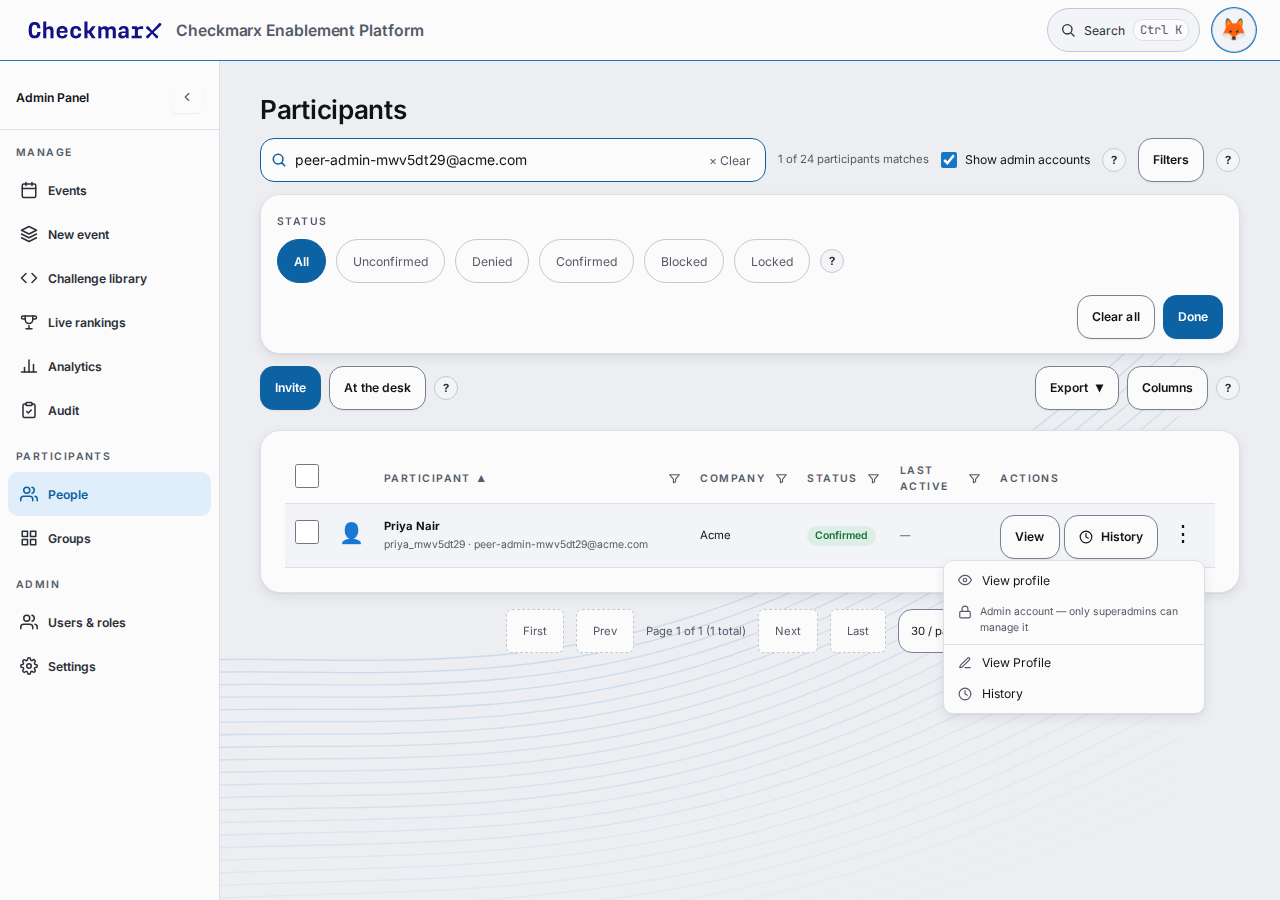 Checkmarx Checkmarx Enablement Platform
Search Ctrl K
Admin Panel
MANAGE
Events
New event
Challenge library
Live rankings
Analytics
Audit
PARTICIPANTS
People
Groups
ADMIN
Users & roles
Settings
Participants
peer-admin-mwv5dt29@acme.com × Clear
1 of 24 participants matches Show admin accounts ? Filters ?
STATUS
All Unconfirmed Denied Confirmed Blocked Locked ?
Clear all Done
Invite At the desk ? Export ▼ Columns ?
PARTICIPANT ▲ COMPANY STATUS LAST ACTIVE ACTIONS
Priya Nair
priya_mwv5dt29 · peer-admin-mwv5dt29@acme.com
Acme Confirmed — View History
View profile
Admin account — only superadmins can
manage it
View Profile
History
First Prev Page 1 of 1 (1 total) Next Last 30 /